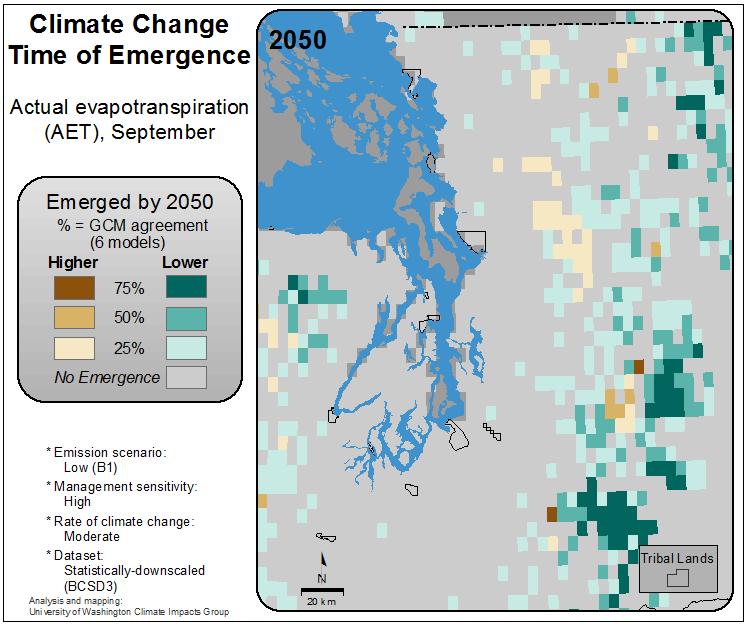 Climate Change
Time of Emergence
Actual evapotranspiration
(AET), September
Emerged by 2050
% = GCM agreement
(6 models)
Higher Lower
75%
50%
25%
No Emergence
* Emission scenario:
Low (B1)
* Management sensitivity:
High
* Rate of climate change:
Moderate
* Dataset:
Statistically-downscaled
(BCSD3)
Analysis and mapping:
University of Washington Climate Impacts Group
2050
N
20 km
Tribal Lands